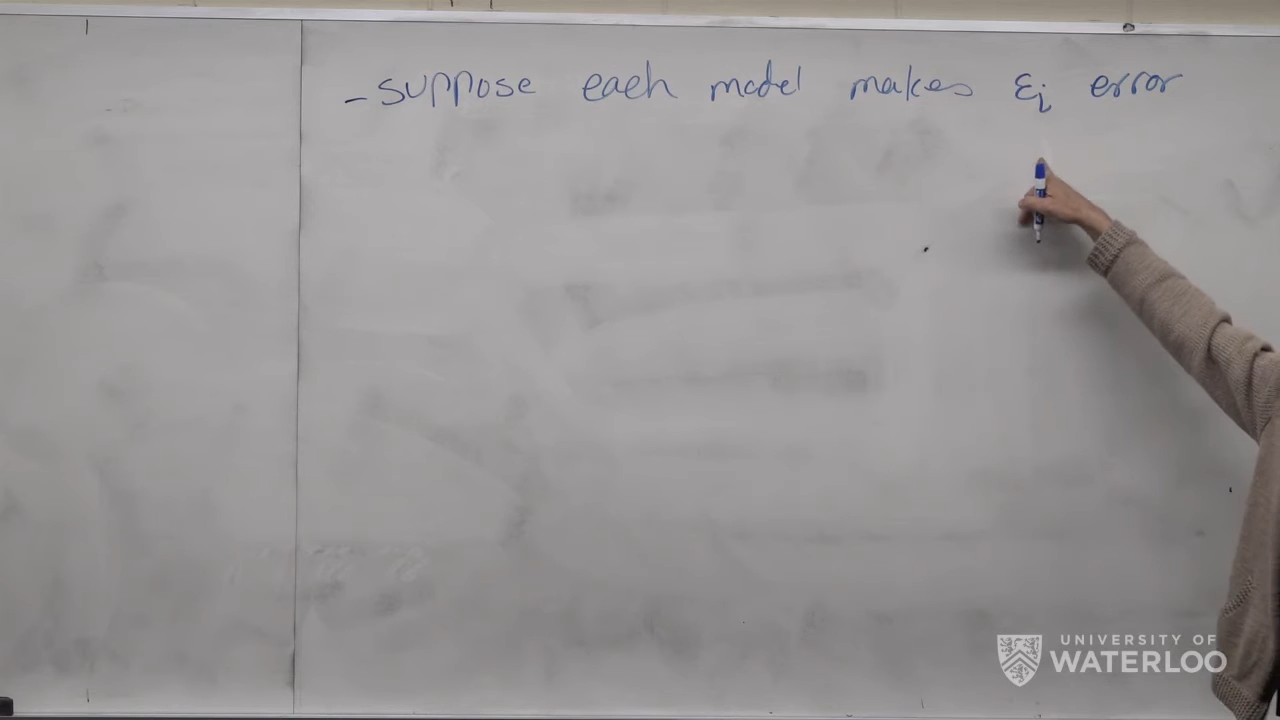 - suppose each model makes εᵢ error
UNIVERSITY OF
WATERLOO